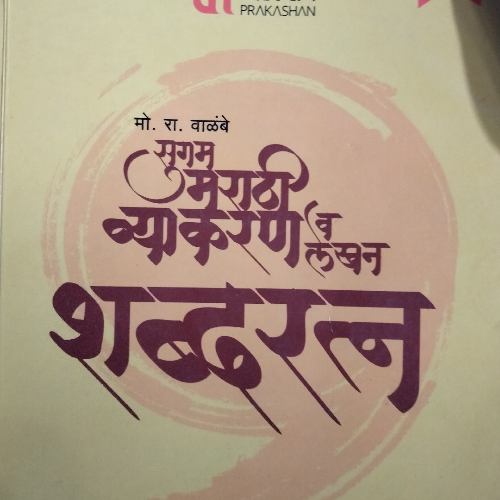 PRAKASHAN
मो. रा. वाळंबे
सुगम
मराठी
व्याकरण व
लेखन
शब्दरत्न